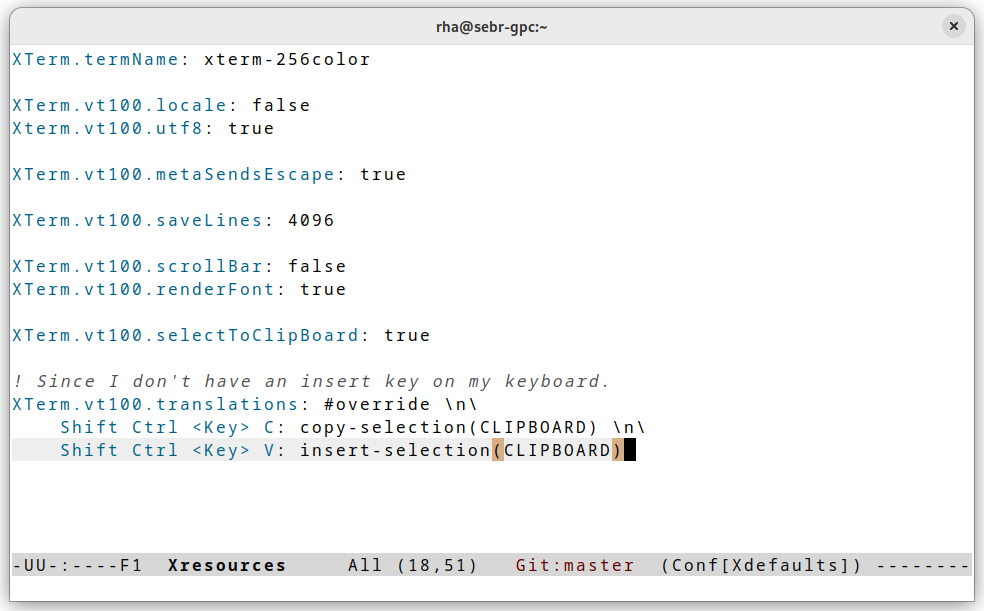 rha@sebr-gpc:~
XTerm.termName: xterm-256color
XTerm.vt100.locale: false
Xterm.vt100.utf8: true
XTerm.vt100.metaSendsEscape: true
XTerm.vt100.saveLines: 4096
XTerm.vt100.scrollBar: false
XTerm.vt100.renderFont: true
XTerm.vt100.selectToClipBoard: true
! Since I don't have an insert key on my keyboard.
XTerm.vt100.translations: #override \n\
    Shift Ctrl <Key> C: copy-selection(CLIPBOARD) \n\
    Shift Ctrl <Key> V: insert-selection(CLIPBOARD)
-UU-:----F1  Xresources     All (18,51)   Git:master  (Conf[Xdefaults]) --------